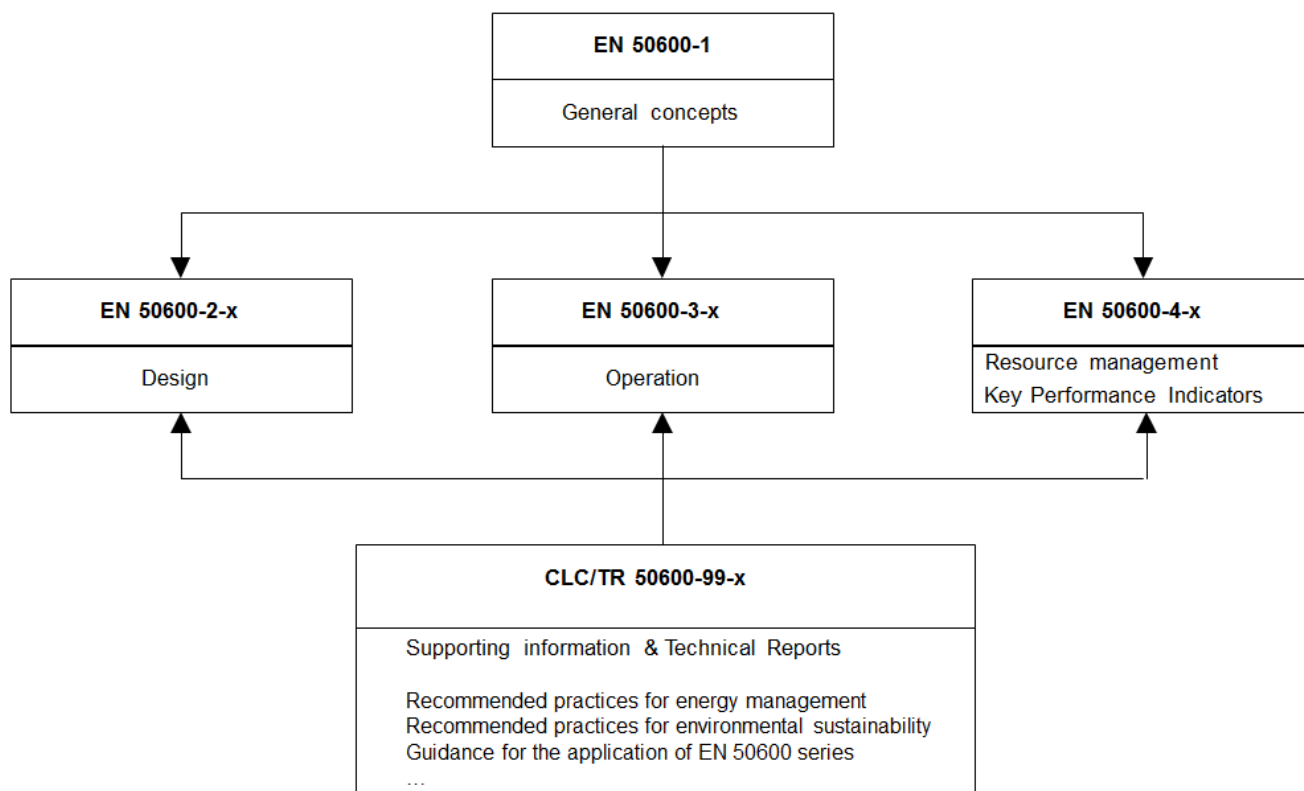 EN 50600-1
General concepts
EN 50600-2-x
Design
EN 50600-3-x
Operation
EN 50600-4-x
Resource management
Key Performance Indicators
CLC/TR 50600-99-x
Supporting information & Technical Reports
Recommended practices for energy management
Recommended practices for environmental sustainability
Guidance for the application of EN 50600 series
...